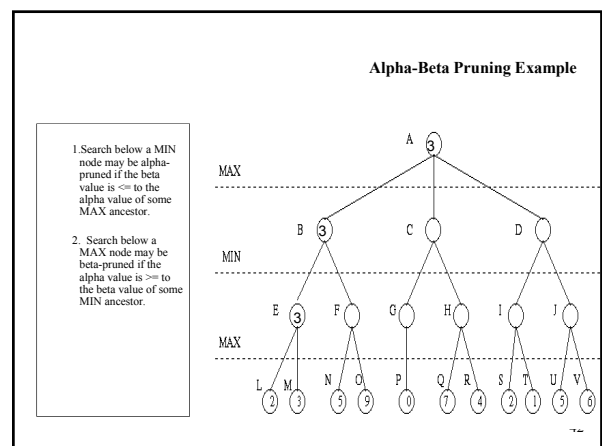 Alpha-Beta Pruning Example
1.Search below a MIN
node may be alpha-
pruned if the beta
value is <= to the
alpha value of some
MAX ancestor.
2. Search below a
MAX node may be
beta-pruned if the
alpha value is >= to
the beta value of some
MIN ancestor.
A 3
MAX
B 3 C D
MIN
E 3 F G H I J
MAX
L M N O P Q R S T U V
2 3 5 9 0 7 4 2 1 5 6